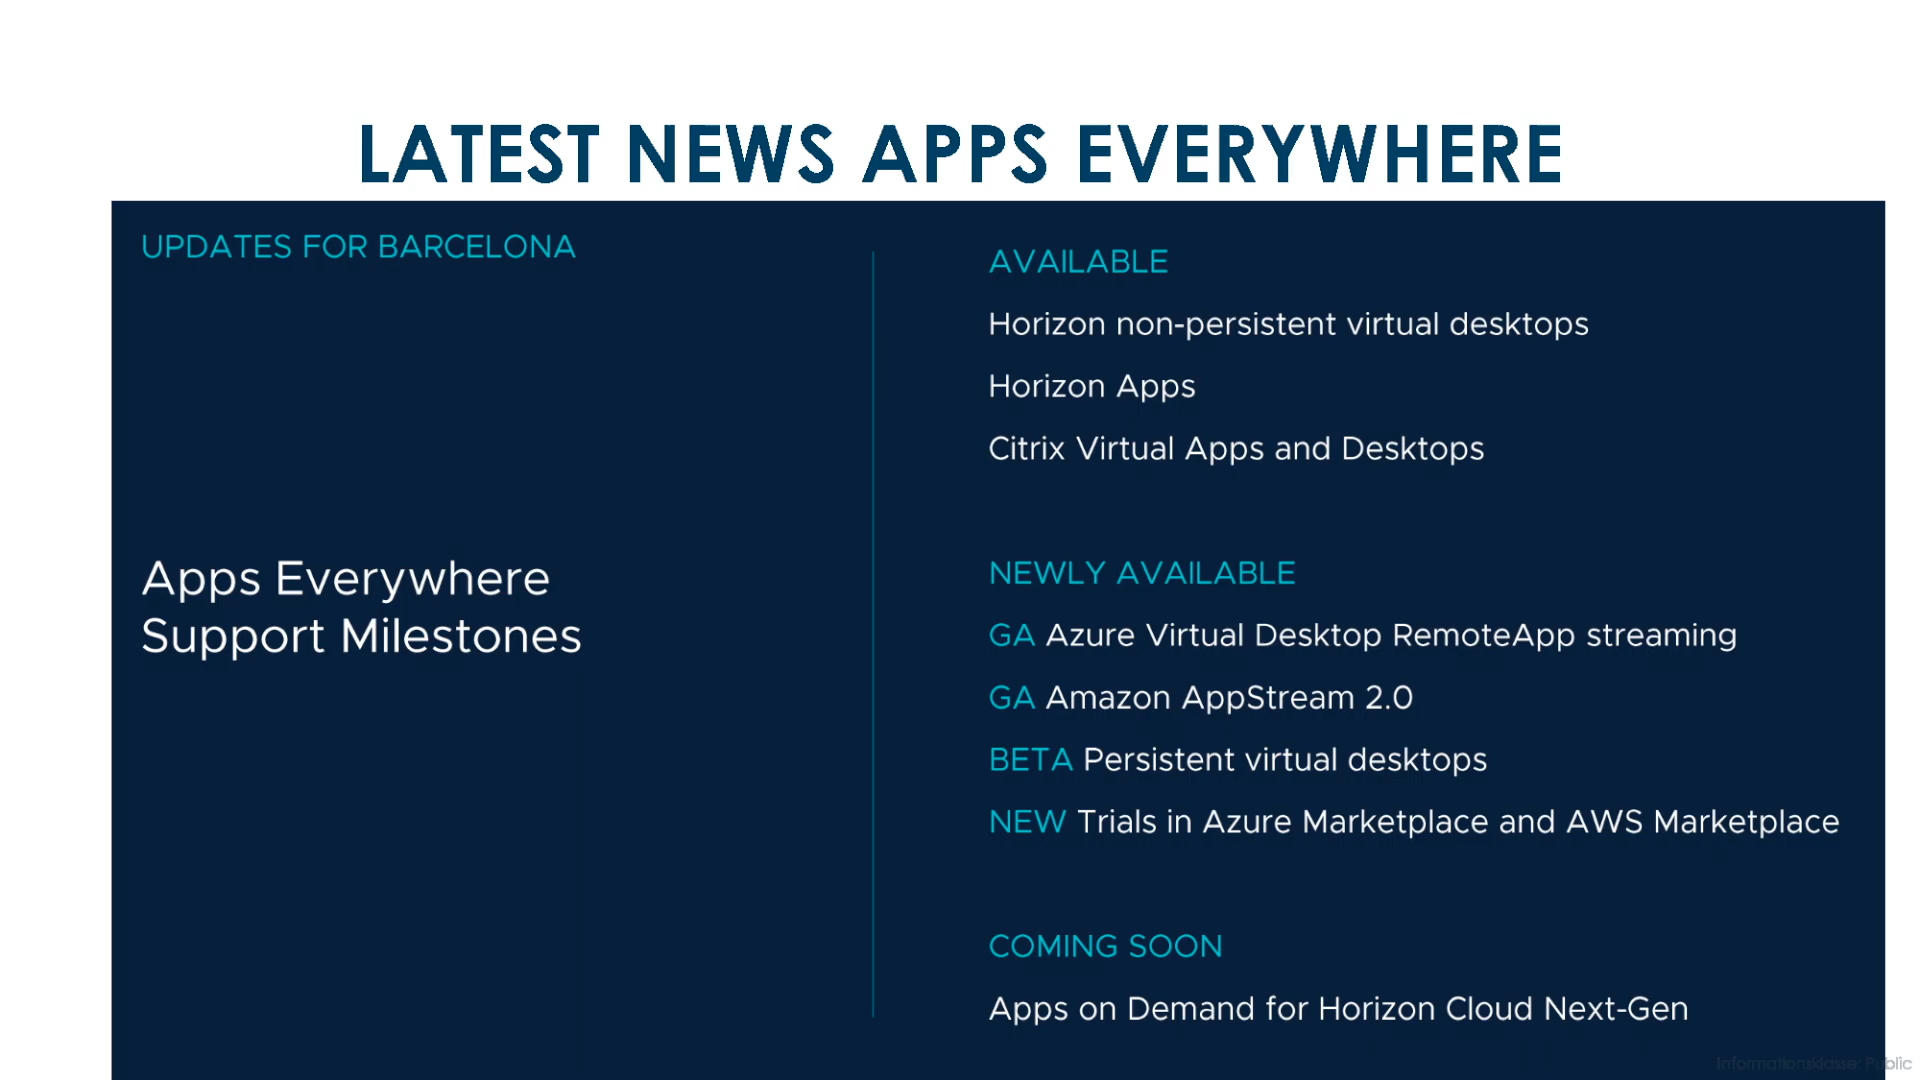 LATEST NEWS APPS EVERYWHERE
UPDATES FOR BARCELONA
Apps Everywhere
Support Milestones
AVAILABLE
Horizon non-persistent virtual desktops
Horizon Apps
Citrix Virtual Apps and Desktops
NEWLY AVAILABLE
GA Azure Virtual Desktop RemoteApp streaming
GA Amazon AppStream 2.0
BETA Persistent virtual desktops
NEW Trials in Azure Marketplace and AWS Marketplace
COMING SOON
Apps on Demand for Horizon Cloud Next-Gen
Informationsklasse: Public